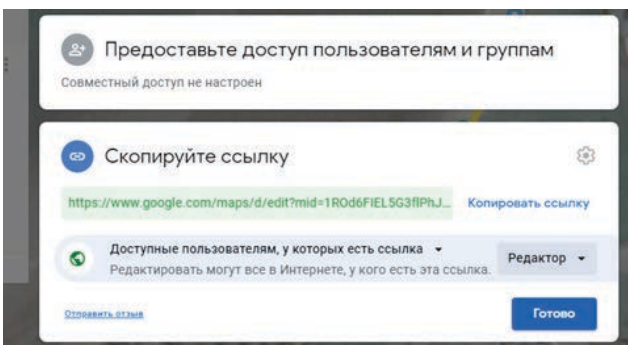 Предоставьте доступ пользователям и группам
Совместный доступ не настроен
Скопируйте ссылку
https://www.google.com/maps/d/edit?mid=1ROd6FIEL5G3flPhJ...
Копировать ссылку
Доступные пользователям, у которых есть ссылка
Редактировать могут все в Интернете, у кого есть эта ссылка.
Редактор
Отправить отзыв
Готово